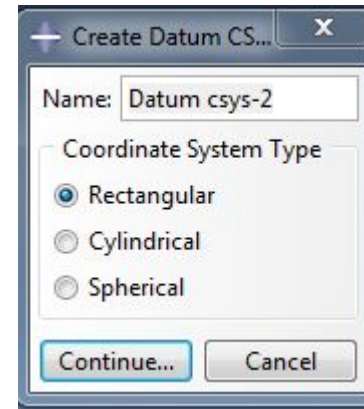 Create Datum CS...
Name: Datum csys-2
Coordinate System Type
Rectangular
Cylindrical
Spherical
Continue... Cancel